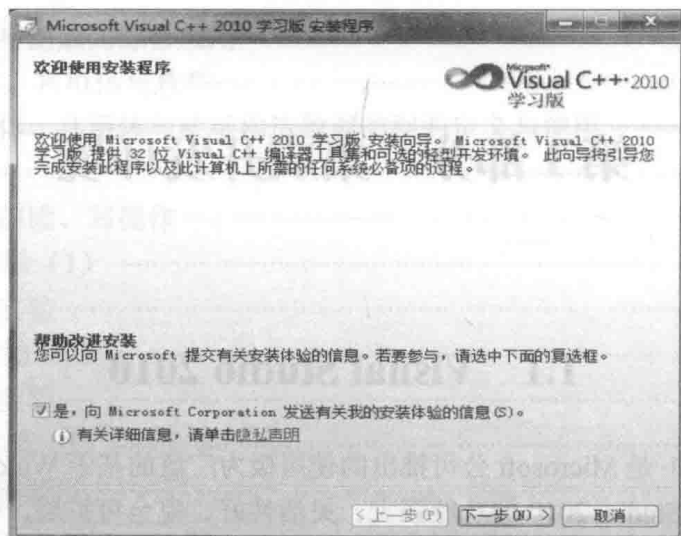 Microsoft Visual C++ 2010 学习版 安装程序
欢迎使用安装程序
Microsoft
Visual C++ 2010
学习版
欢迎使用 Microsoft Visual C++ 2010 学习版 安装向导。 Microsoft Visual C++ 2010
学习版 提供 32 位 Visual C++ 编译器工具集和可选的轻型开发环境。 此向导将引导您
完成安装此程序以及此计算机上所需的任何系统必备项的过程。
帮助改进安装
您可以向 Microsoft 提交有关安装体验的信息。若要参与，请选中下面的复选框。
是，向 Microsoft Corporation 发送有关我的安装体验的信息(S)。
有关详细信息，请单击隐私声明
<上一步(P)
下一步(N)>
取消